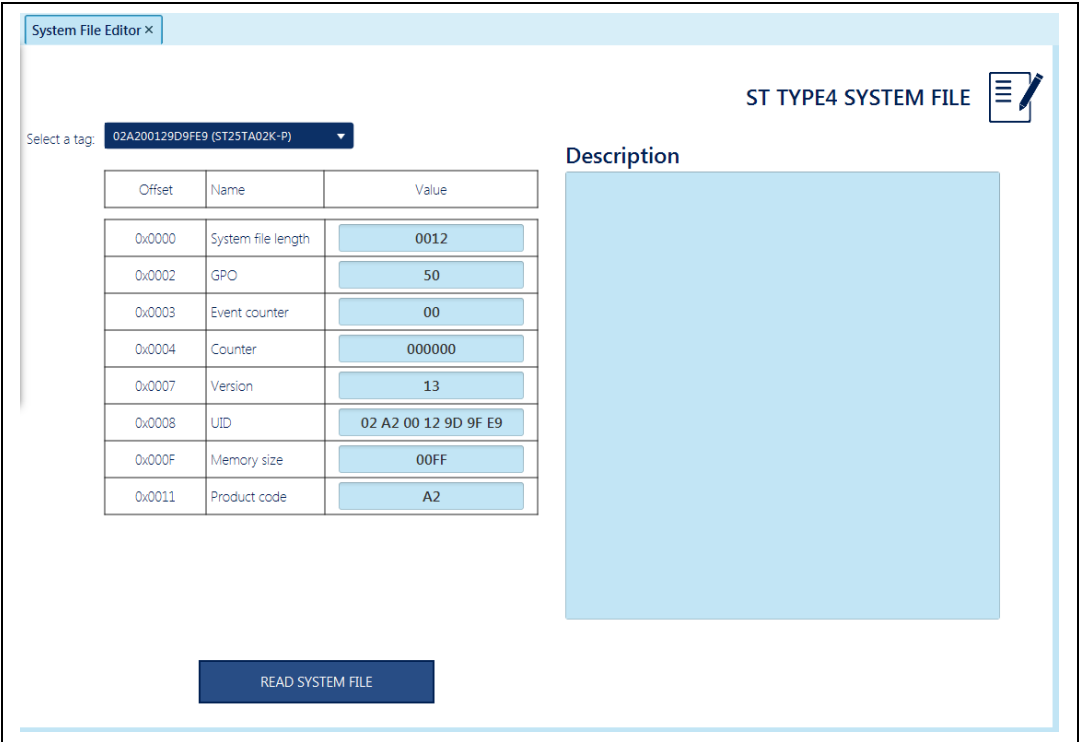 System File Editor ×
ST TYPE4 SYSTEM FILE
Select a tag: 02A200129D9FE9 (ST25TA02K-P)
Description
Offset Name Value
0x0000 System file length 0012
0x0002 GPO 50
0x0003 Event counter 00
0x0004 Counter 000000
0x0007 Version 13
0x0008 UID 02 A2 00 12 9D 9F E9
0x000F Memory size 00FF
0x0011 Product code A2
READ SYSTEM FILE